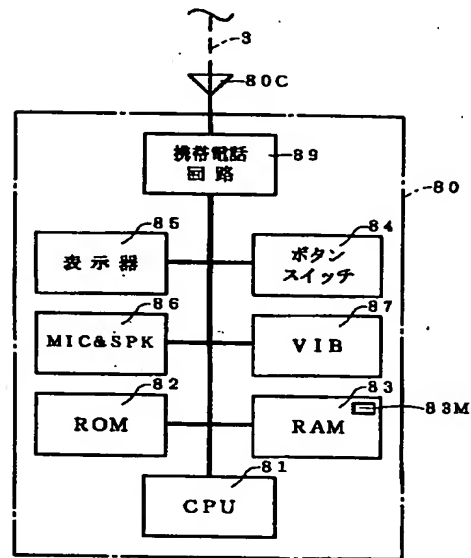 3
80C
携帯電話
回路
89
80
85
表示器
84
ボタン
スイッチ
86
MIC&SPK
87
VIB
82
ROM
83
RAM
83M
81
CPU